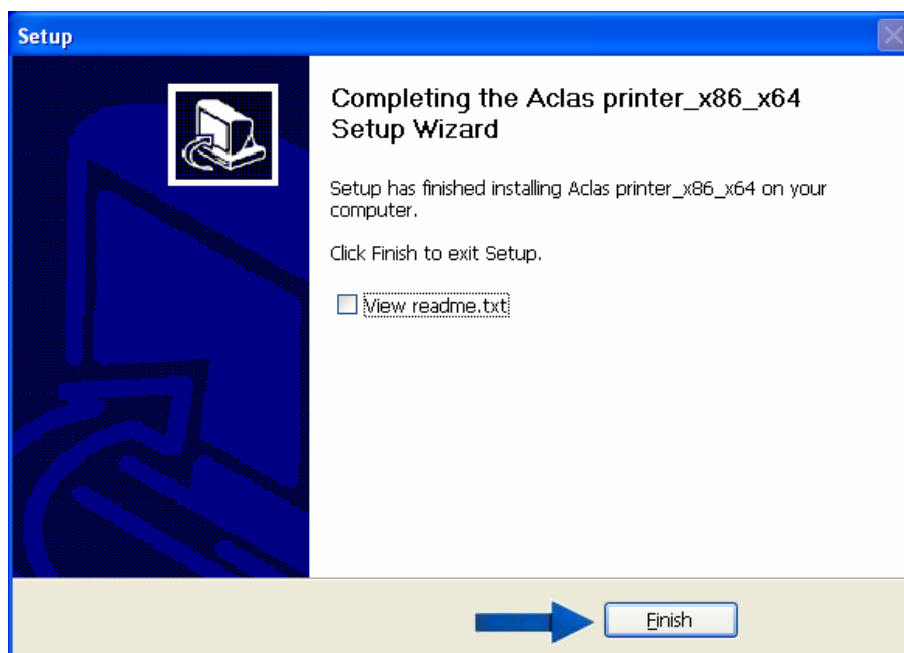 Setup
Completing the Aclas printer_x86_x64
Setup Wizard
Setup has finished installing Aclas printer_x86_x64 on your
computer.
Click Finish to exit Setup.
View readme.txt
Finish